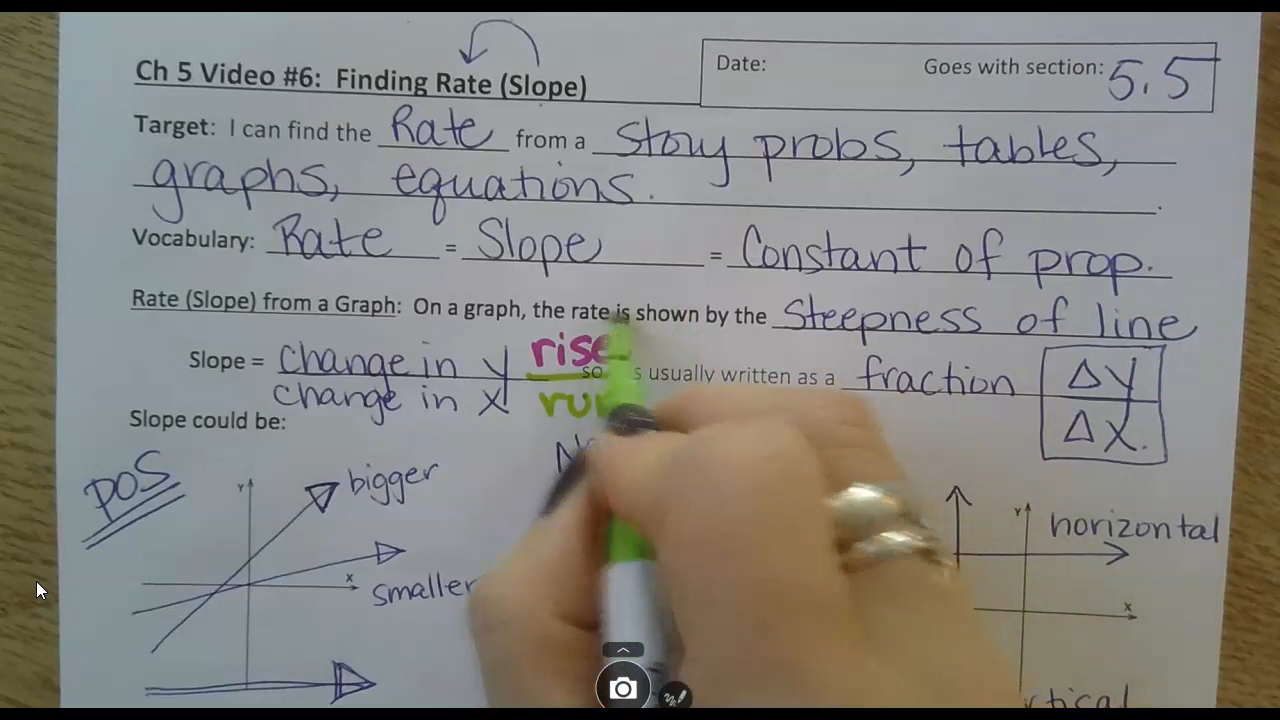 Ch 5 Video #6: Finding Rate (Slope)
Date: Goes with section: 5.5
Target: I can find the Rate from a Story probs, tables,
graphs, equations.
Vocabulary: Rate = Slope = Constant of prop.
Rate (Slope) from a Graph: On a graph, the rate is shown by the Steepness of line
Slope = change in y rise
so usually written as a fraction Δy
change in x
Δx.
Slope could be:
POS
bigger
Y
X
smaller
Y
horizontal
X